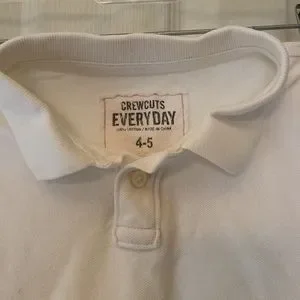 CREWCUTS
EVERYDAY
100% COTTON / MADE IN CHINA
4-5